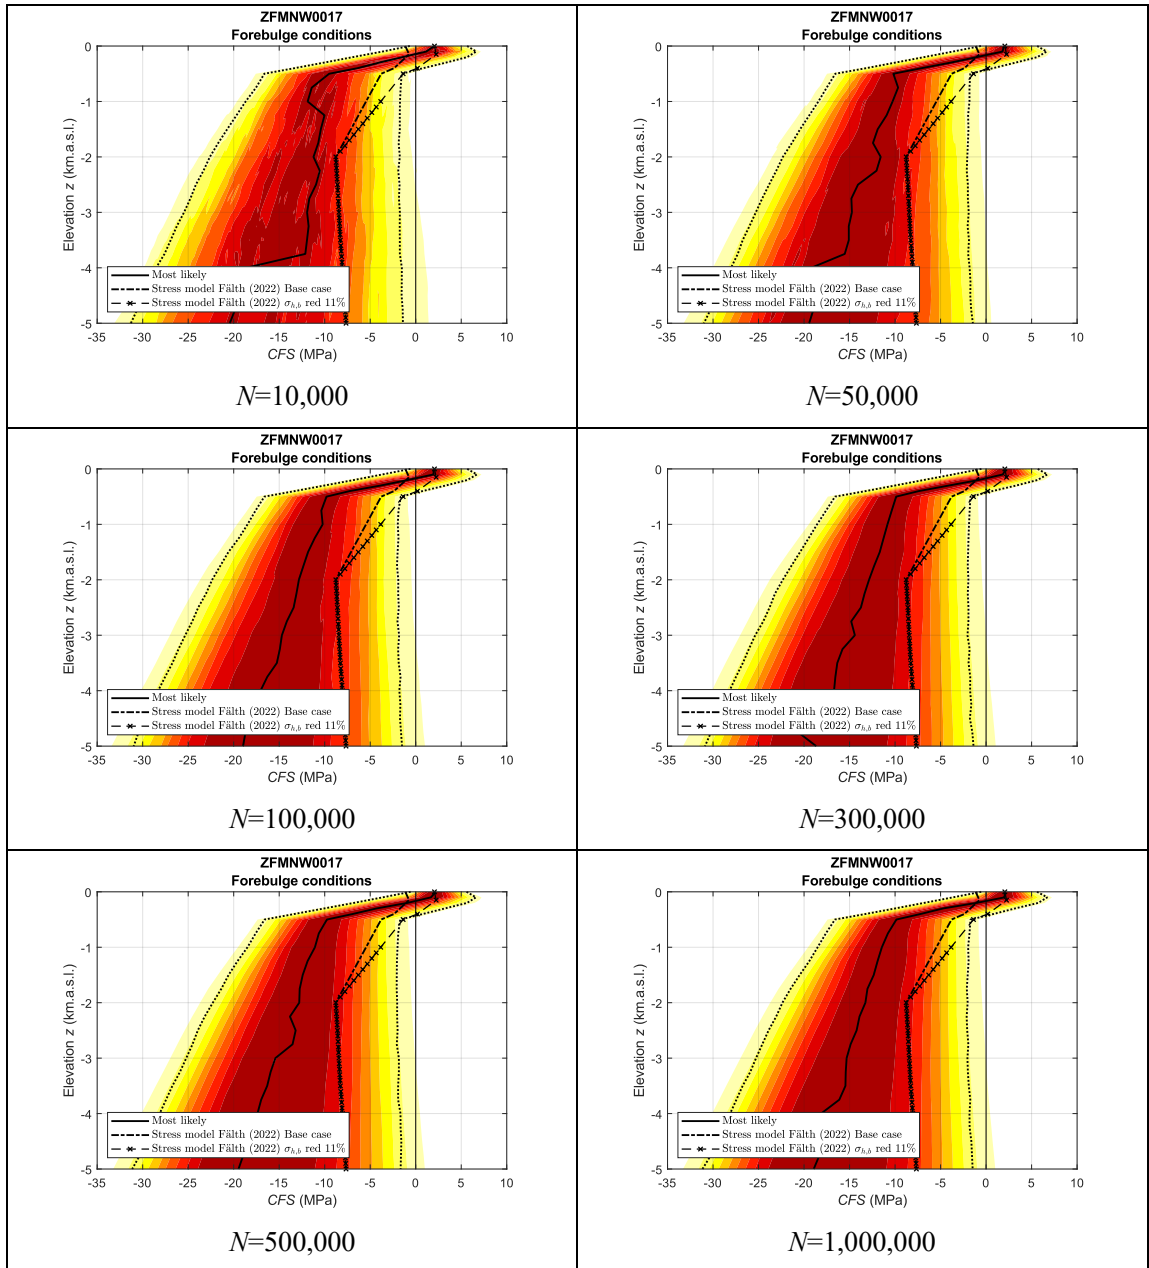 ZFMNW0017
Forebulge conditions
0
-1
-2
-3
-4
-5
Elevation z (km.a.s.l.)
Most likely
Stress model Fälth (2022) Base case
Stress model Fälth (2022) σh,b red 11%
-35 -30 -25 -20 -15 -10 -5 0 5 10
CFS (MPa)
N=10,000
ZFMNW0017
Forebulge conditions
0
-1
-2
-3
-4
-5
Elevation z (km.a.s.l.)
Most likely
Stress model Fälth (2022) Base case
Stress model Fälth (2022) σh,b red 11%
-35 -30 -25 -20 -15 -10 -5 0 5 10
CFS (MPa)
N=50,000
ZFMNW0017
Forebulge conditions
0
-1
-2
-3
-4
-5
Elevation z (km.a.s.l.)
Most likely
Stress model Fälth (2022) Base case
Stress model Fälth (2022) σh,b red 11%
-35 -30 -25 -20 -15 -10 -5 0 5 10
CFS (MPa)
N=100,000
ZFMNW0017
Forebulge conditions
0
-1
-2
-3
-4
-5
Elevation z (km.a.s.l.)
Most likely
Stress model Fälth (2022) Base case
Stress model Fälth (2022) σh,b red 11%
-35 -30 -25 -20 -15 -10 -5 0 5 10
CFS (MPa)
N=300,000
ZFMNW0017
Forebulge conditions
0
-1
-2
-3
-4
-5
Elevation z (km.a.s.l.)
Most likely
Stress model Fälth (2022) Base case
Stress model Fälth (2022) σh,b red 11%
-35 -30 -25 -20 -15 -10 -5 0 5 10
CFS (MPa)
N=500,000
ZFMNW0017
Forebulge conditions
0
-1
-2
-3
-4
-5
Elevation z (km.a.s.l.)
Most likely
Stress model Fälth (2022) Base case
Stress model Fälth (2022) σh,b red 11%
-35 -30 -25 -20 -15 -10 -5 0 5 10
CFS (MPa)
N=1,000,000